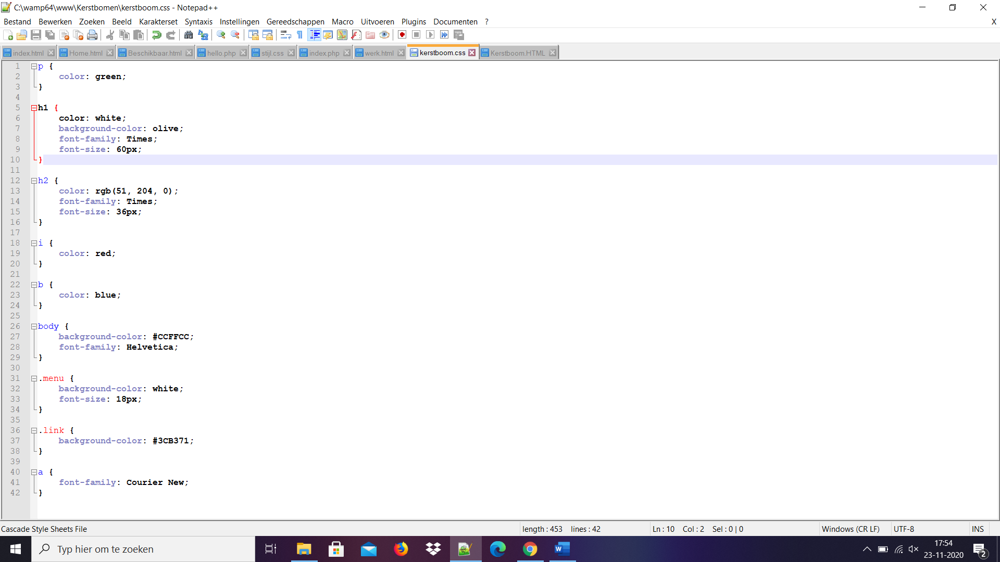 C:\wamp64\www\Kerstbomen\kerstboom.css - Notepad++
Bestand Bewerken Zoeken Beeld Karakterset Syntaxis Instellingen Gereedschappen Macro Uitvoeren Plugins Documenten ? X
index.html Home.html Beschikbaar.html hello.php stijl.css index.php werk.html kerstboom.css Kerstboom.HTML
1 p {
2 color: green;
3 }
4
5 h1 {
6 color: white;
7 background-color: olive;
8 font-family: Times;
9 font-size: 60px;
10 }
11
12 h2 {
13 color: rgb(51, 204, 0);
14 font-family: Times;
15 font-size: 36px;
16 }
17
18 i {
19 color: red;
20 }
21
22 b {
23 color: blue;
24 }
25
26 body {
27 background-color: #CCFFCC;
28 font-family: Helvetica;
29 }
30
31 .menu {
32 background-color: white;
33 font-size: 18px;
34 }
35
36 .link {
37 background-color: #3CB371;
38 }
39
40 a {
41 font-family: Courier New;
42 }
Cascade Style Sheets File length : 453 lines : 42 Ln : 10 Col : 2 Sel : 0 | 0 Windows (CR LF) UTF-8 INS
Typ hier om te zoeken
17:54
23-11-2020
2